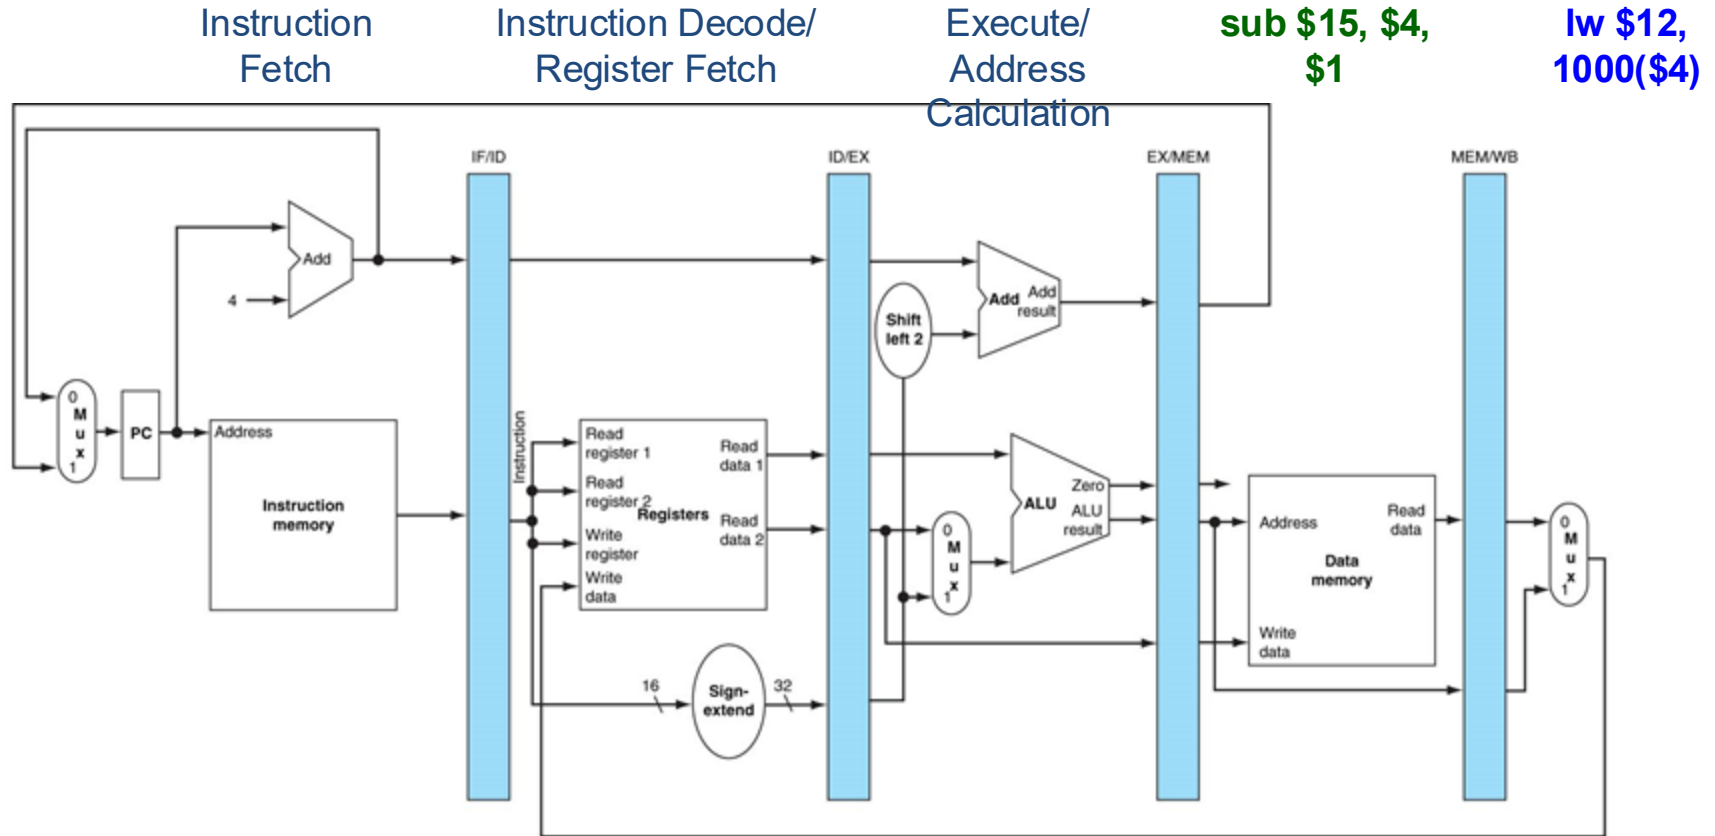 Instruction
Fetch
Instruction Decode/
Register Fetch
Execute/
Address
Calculation
sub $15, $4,
$1
lw $12,
1000($4)
IF/ID
ID/EX
EX/MEM
MEM/WB
Add
4
Shift
left 2
Add
Add
result
0
M
u
x
1
PC
Address
Instruction
memory
Instruction
Read
register 1
Read
register 2
Write
register
Write
data
Registers
Read
data 1
Read
data 2
0
M
u
x
1
Zero
ALU
ALU
result
Address
Read
data
Data
memory
Write
data
0
M
u
x
1
16
Sign-
extend
32